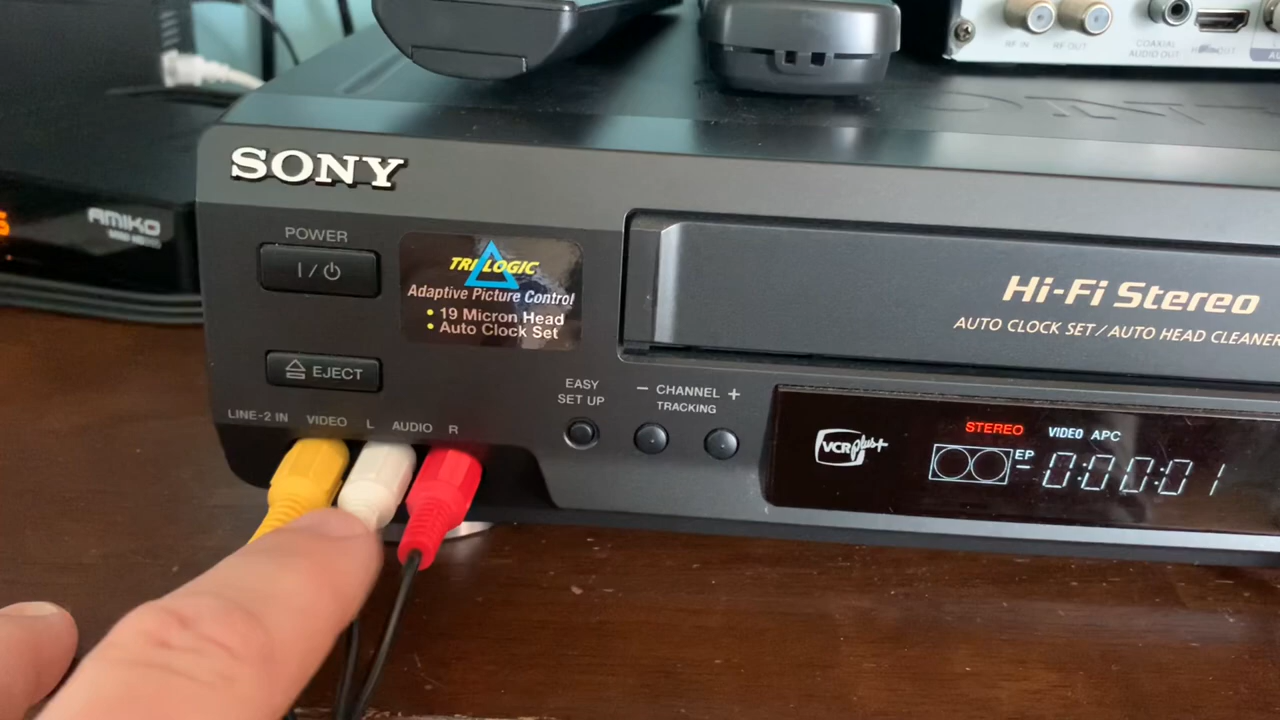 RF IN RF OUT
COAXIAL
AUDIO OUT
SONY
AMIKO
POWER
I/
TRILOGIC
Adaptive Picture Control
• 19 Micron Head
• Auto Clock Set
EJECT
Hi-Fi Stereo
AUTO CLOCK SET / AUTO HEAD CLEANER
EASY
SET UP
− CHANNEL +
TRACKING
LINE-2 IN VIDEO L AUDIO R
VCR plus+
STEREO VIDEO APC
EP
0:00:01